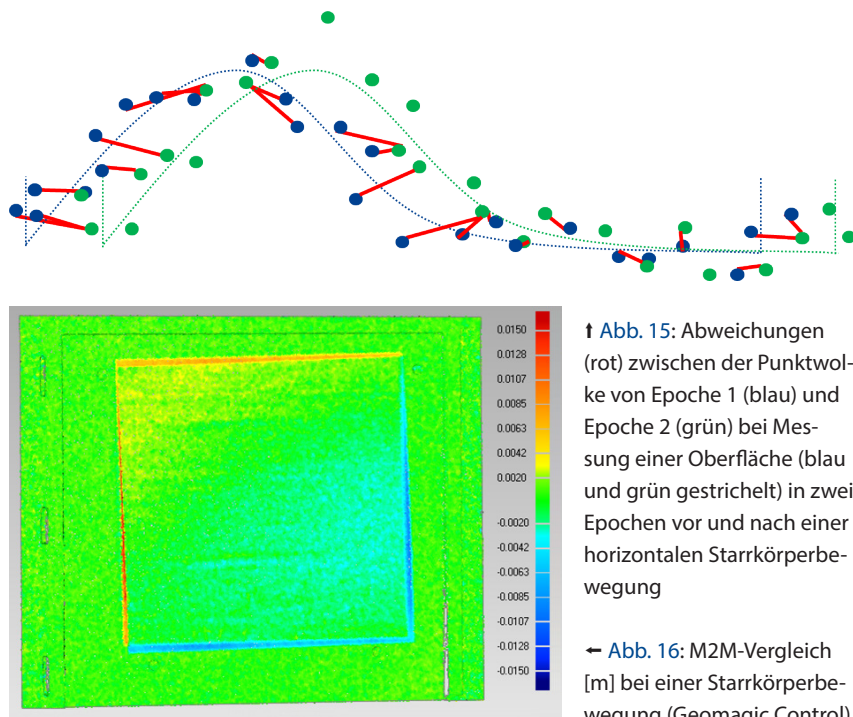 0.0150
0.0128
0.0107
0.0085
0.0063
0.0042
0.0020
-0.0020
-0.0042
-0.0063
-0.0085
-0.0107
-0.0128
-0.0150
⬆ Abb. 15: Abweichungen
(rot) zwischen der Punktwol-
ke von Epoche 1 (blau) und
Epoche 2 (grün) bei Mes-
sung einer Oberfläche (blau
und grün gestrichelt) in zwei
Epochen vor und nach einer
horizontalen Starrkörperbe-
wegung
⬅ Abb. 16: M2M-Vergleich
[m] bei einer Starrkörperbe-
wegung (Geomagic Control)